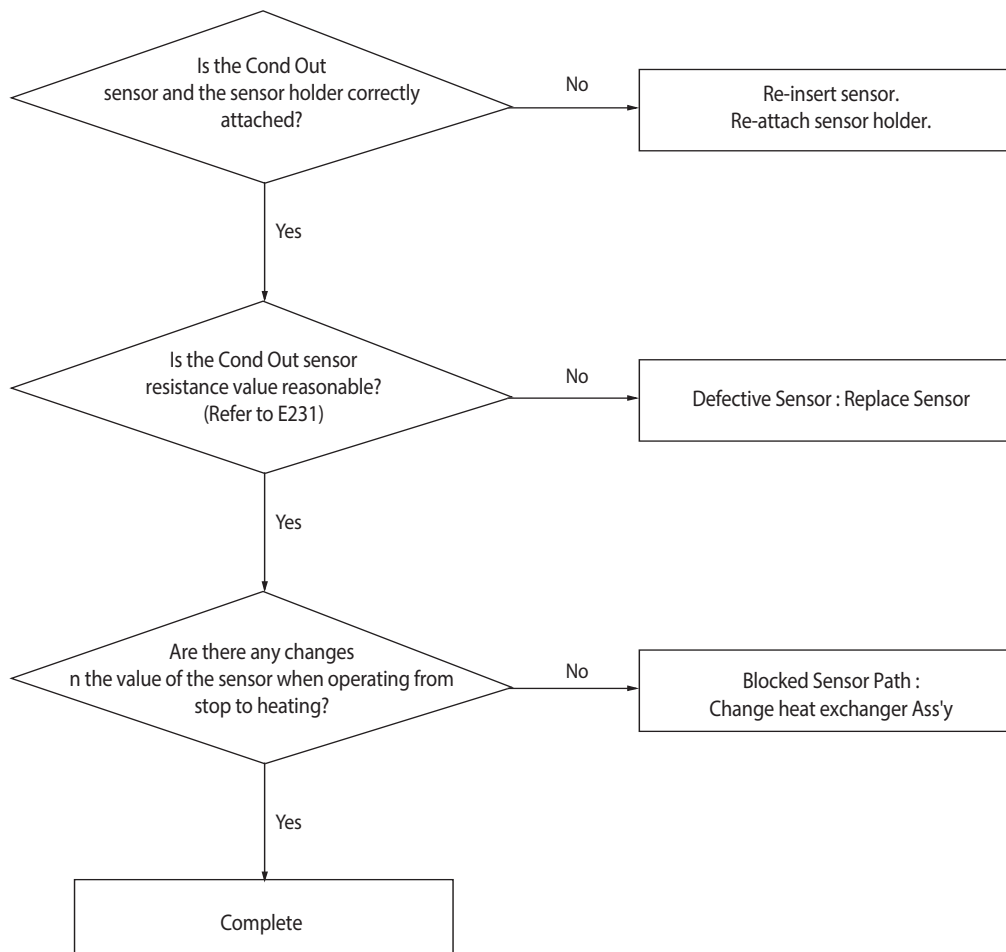 Is the Cond Out
sensor and the sensor holder correctly
attached?
No
Re-insert sensor.
Re-attach sensor holder.
Yes
Is the Cond Out sensor
resistance value reasonable?
(Refer to E231)
No
Defective Sensor : Replace Sensor
Yes
Are there any changes
n the value of the sensor when operating from
stop to heating?
No
Blocked Sensor Path :
Change heat exchanger Ass'y
Yes
Complete